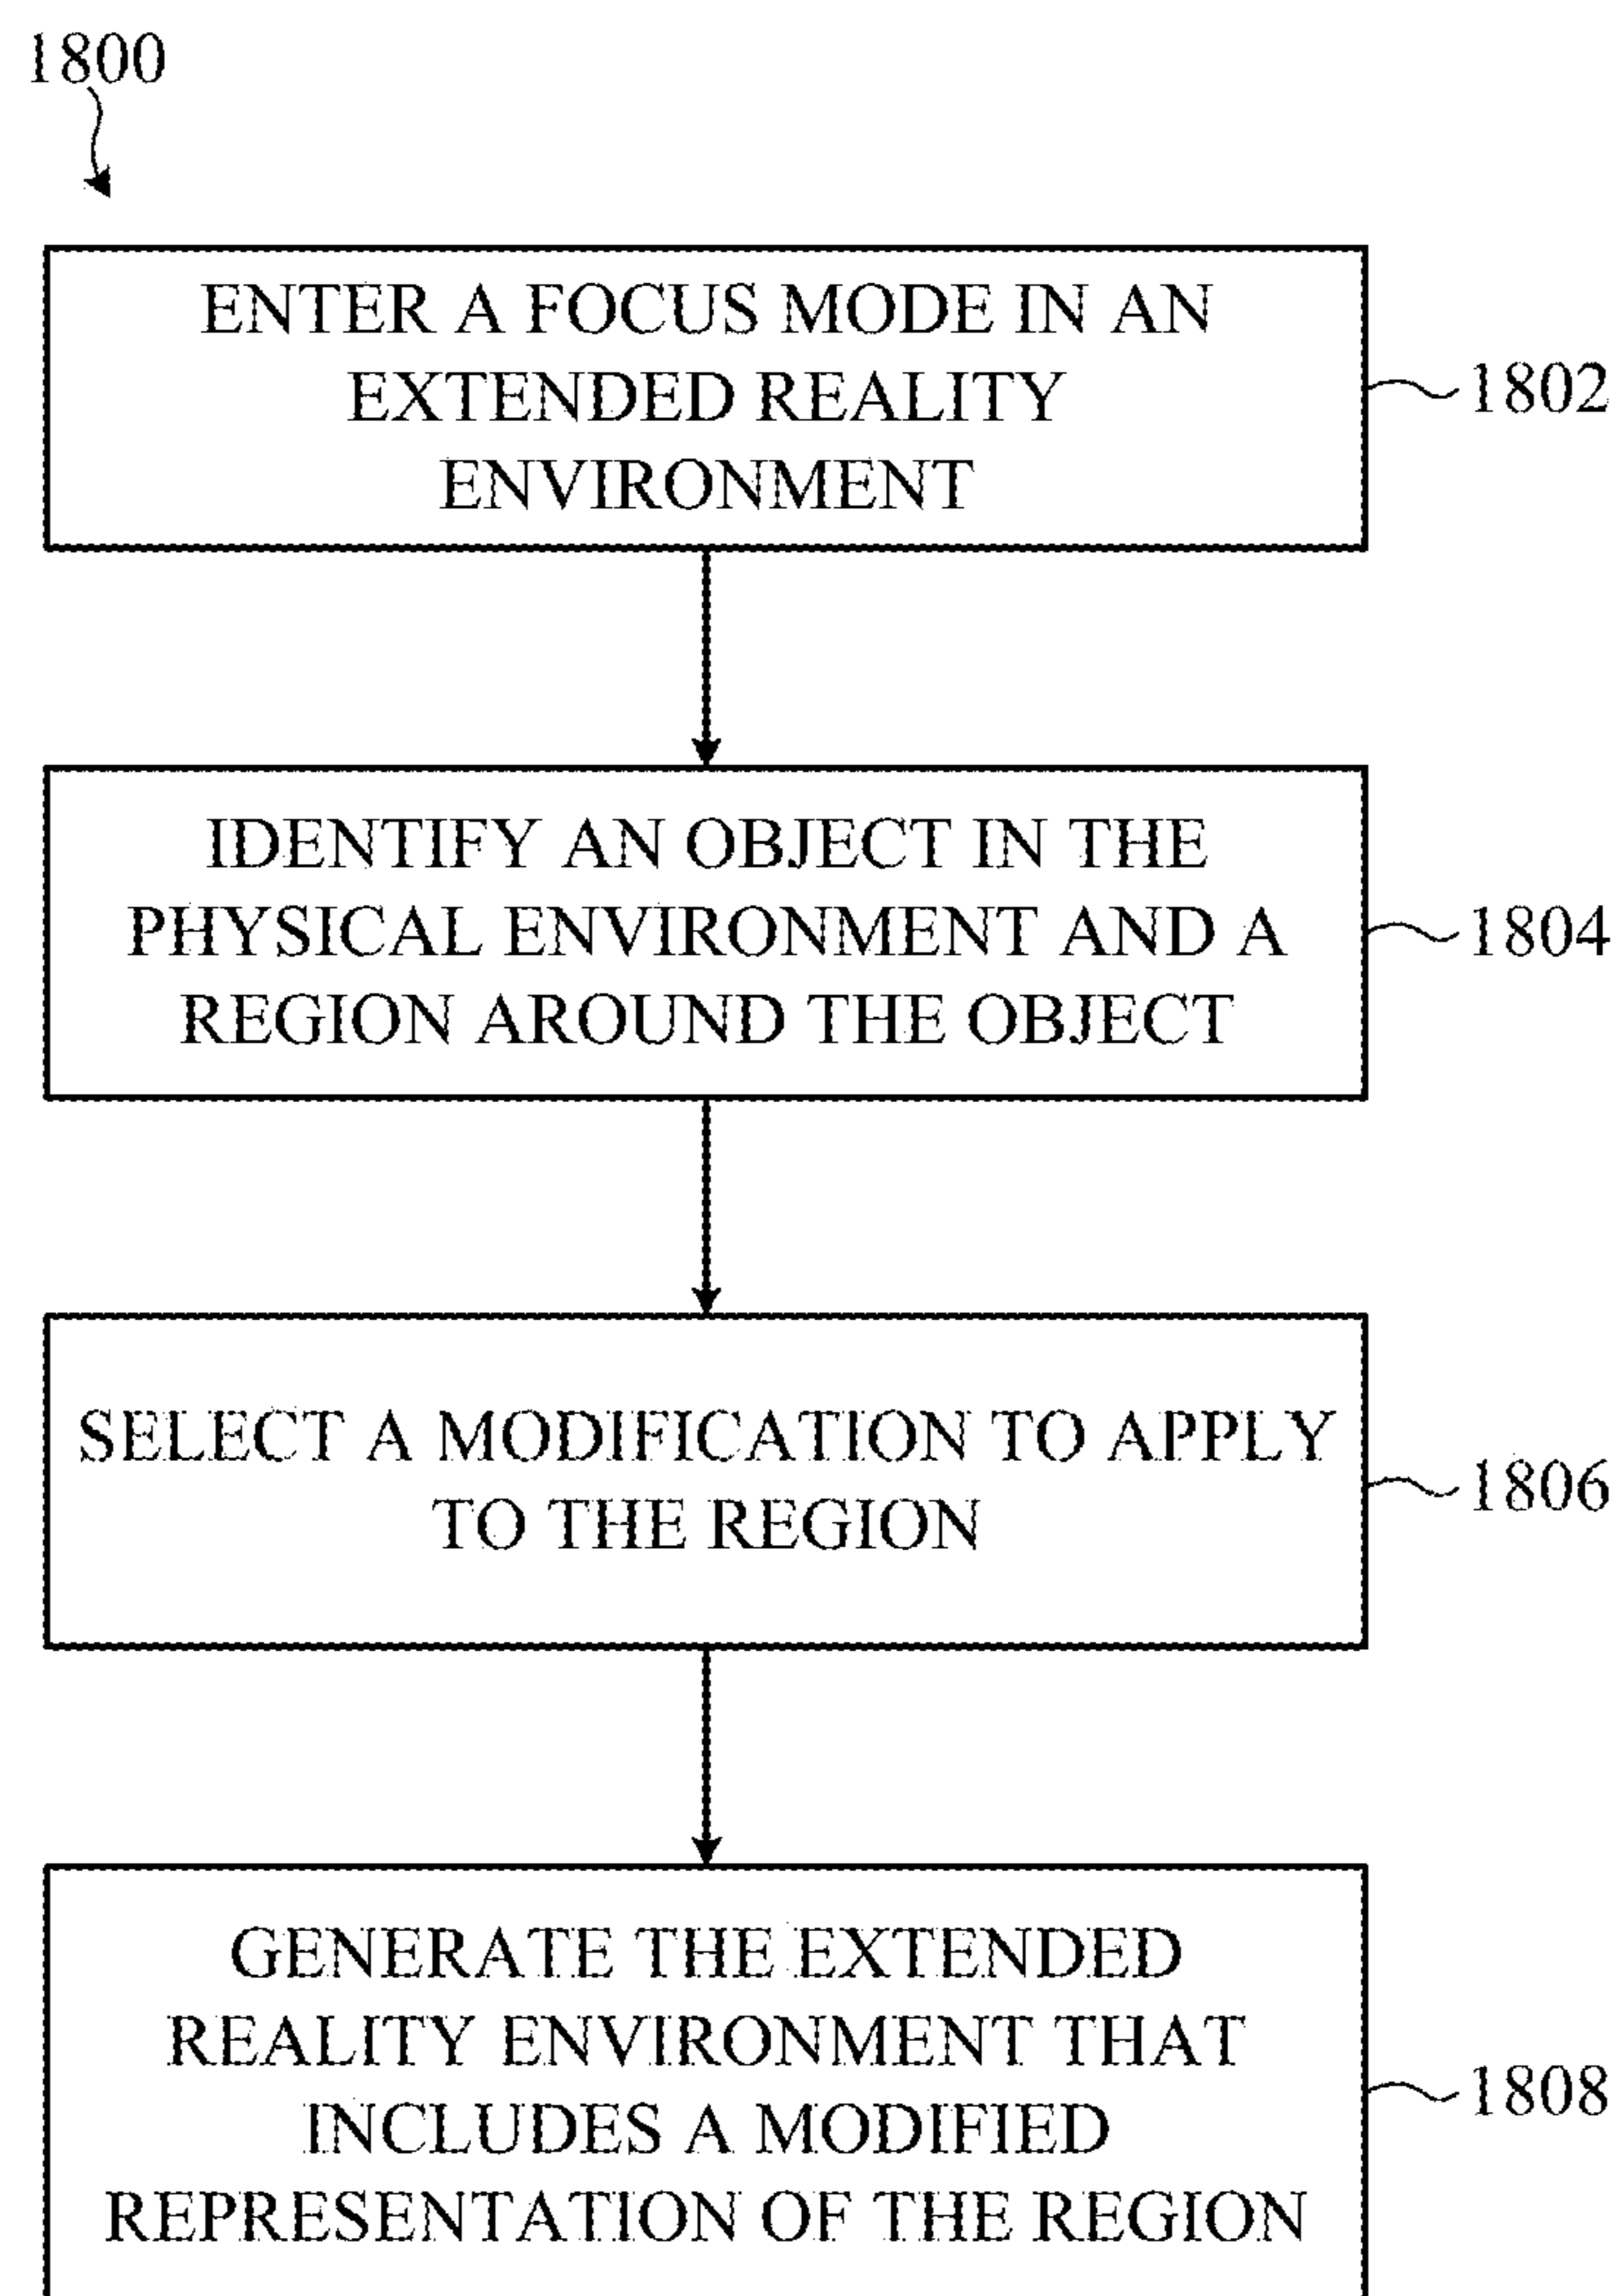 1800
ENTER A FOCUS MODE IN AN
EXTENDED REALITY
ENVIRONMENT
1802
IDENTIFY AN OBJECT IN THE
PHYSICAL ENVIRONMENT AND A
REGION AROUND THE OBJECT
1804
SELECT A MODIFICATION TO APPLY
TO THE REGION
1806
GENERATE THE EXTENDED
REALITY ENVIRONMENT THAT
INCLUDES A MODIFIED
REPRESENTATION OF THE REGION
1808